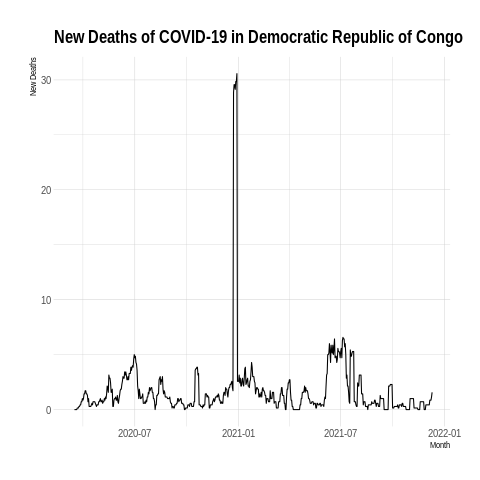 New Deaths of COVID-19 in Democratic Republic of Congo
New Deaths
30
20
10
0
2020-07
2021-01
2021-07
2022-01
Month